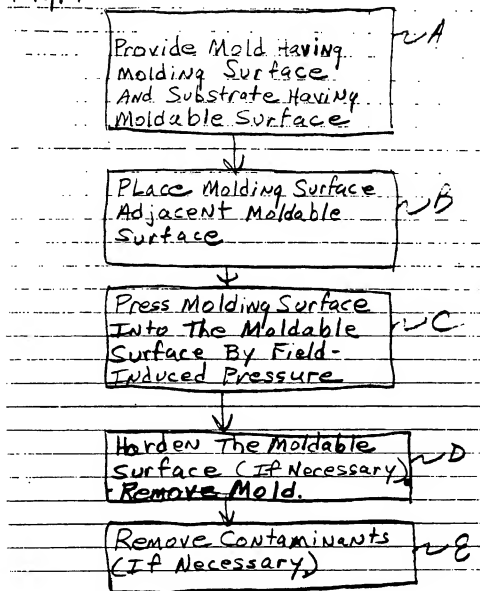 Provide Mold Having
Molding Surface
And Substrate Having
Moldable Surface
A
Place Molding Surface
Adjacent Moldable
Surface
B
Press Molding Surface
Into The Moldable
Surface By Field-
Induced Pressure
C
Harden The Moldable
Surface (If Necessary)
Remove Mold.
D
Remove Contaminants
(If Necessary)
E